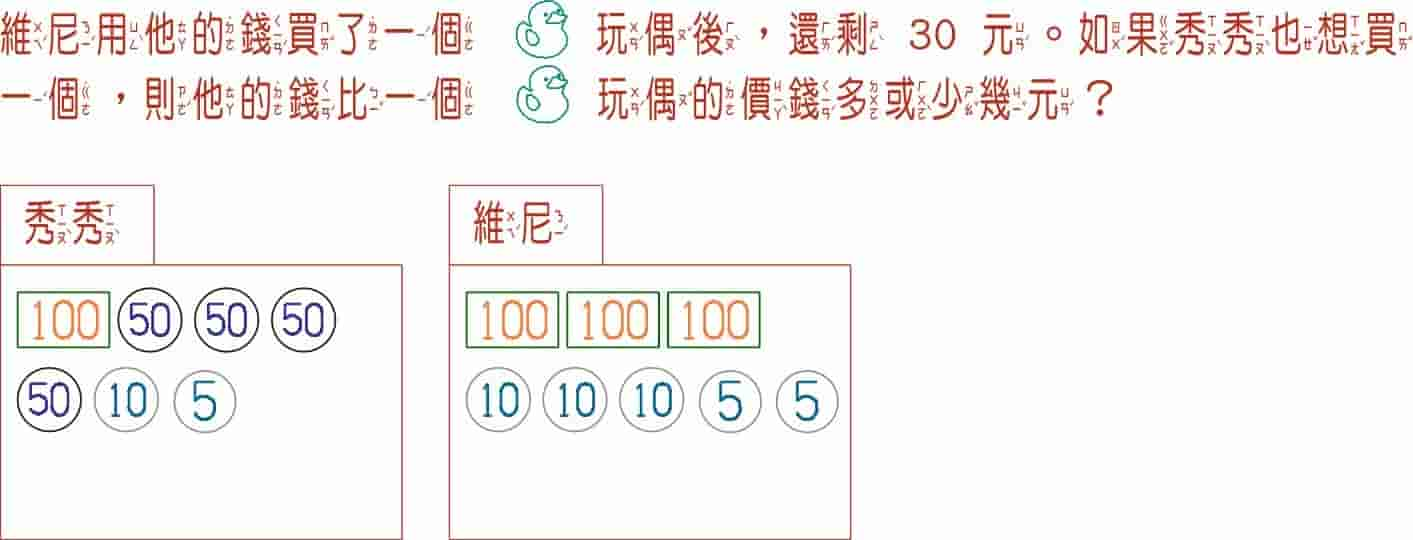 維尼用他的錢買了一個 玩偶後，還剩 30 元。如果秀秀也想買
一個，則他的錢比一個 玩偶的價錢多或少幾元？
秀秀
維尼
100 50 50 50
50 10 5
100 100 100
10 10 10 5 5